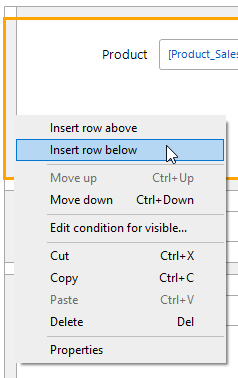 Product [Product_Sales
Insert row above
Insert row below
Move up Ctrl+Up
Move down Ctrl+Down
Edit condition for visible...
Cut Ctrl+X
Copy Ctrl+C
Paste Ctrl+V
Delete Del
Properties